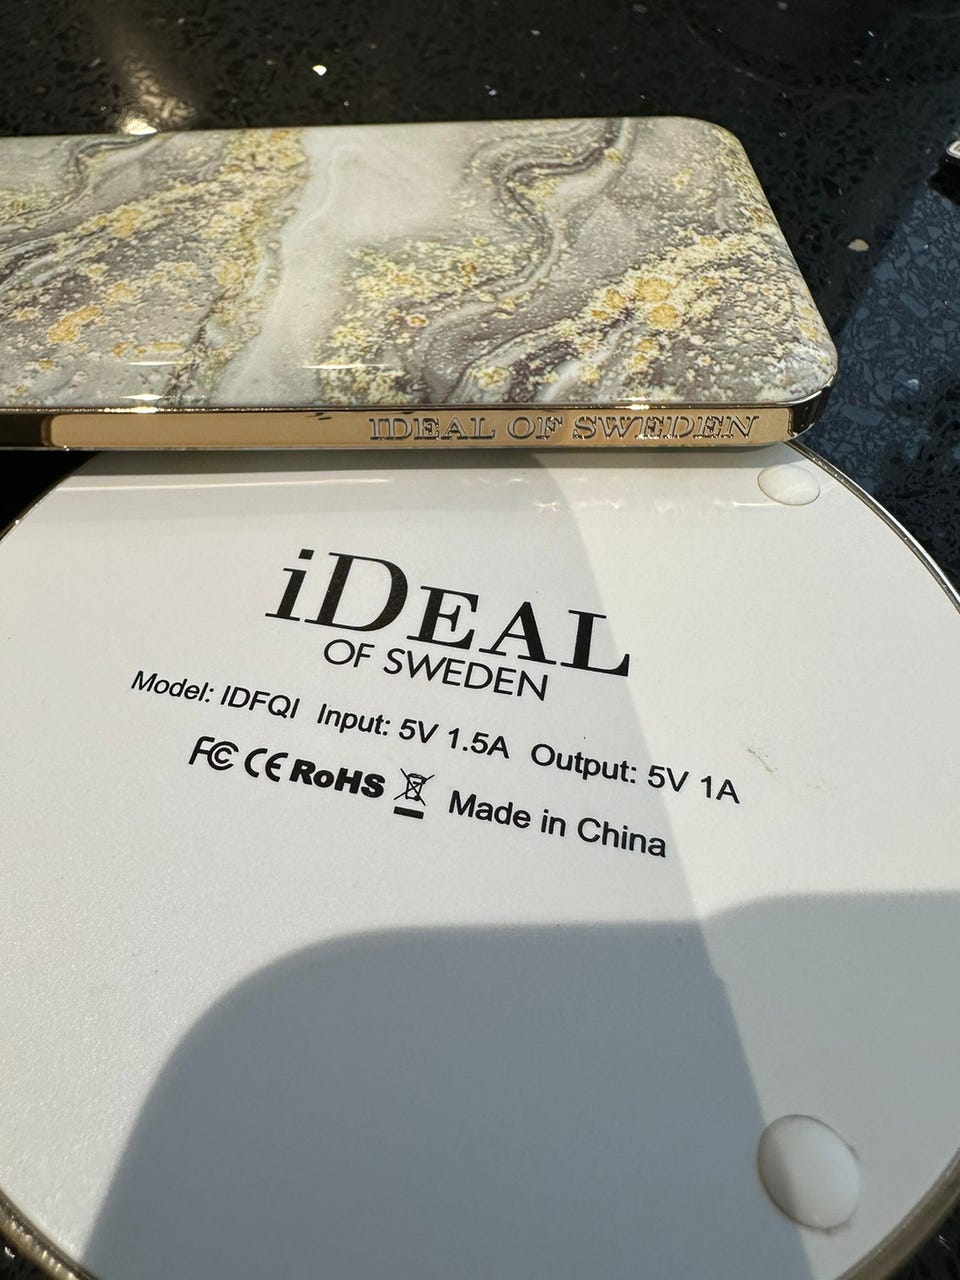 IDEAL OF SWEDEN
iDEAL
OF SWEDEN
Model: IDFQI Input: 5V 1.5A Output: 5V 1A
FC CE RoHS Made in China